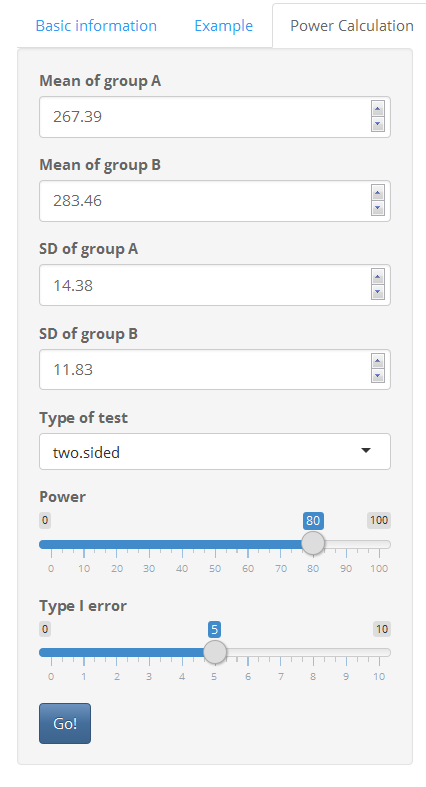 Basic information Example Power Calculation
Mean of group A
267.39
Mean of group B
283.46
SD of group A
14.38
SD of group B
11.83
Type of test
two.sided
Power
0 80 100
0 10 20 30 40 50 60 70 80 90 100
Type I error
0 5 10
0 1 2 3 4 5 6 7 8 9 10
Go!